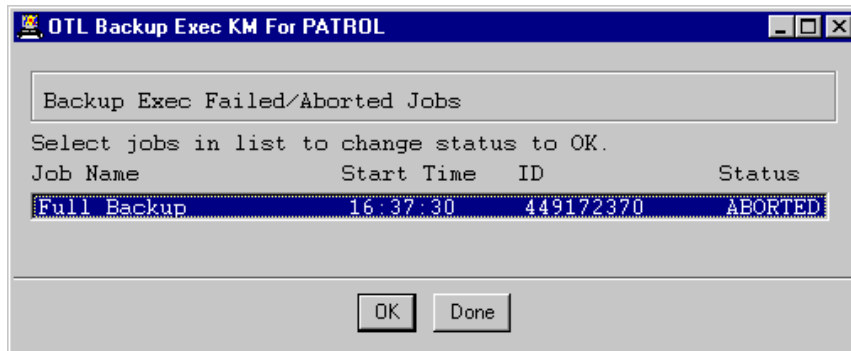 OTL Backup Exec KM For PATROL
Backup Exec Failed/Aborted Jobs
Select jobs in list to change status to OK.
Job Name Start Time ID Status
Full Backup 16:37:30 449172370 ABORTED
OK Done